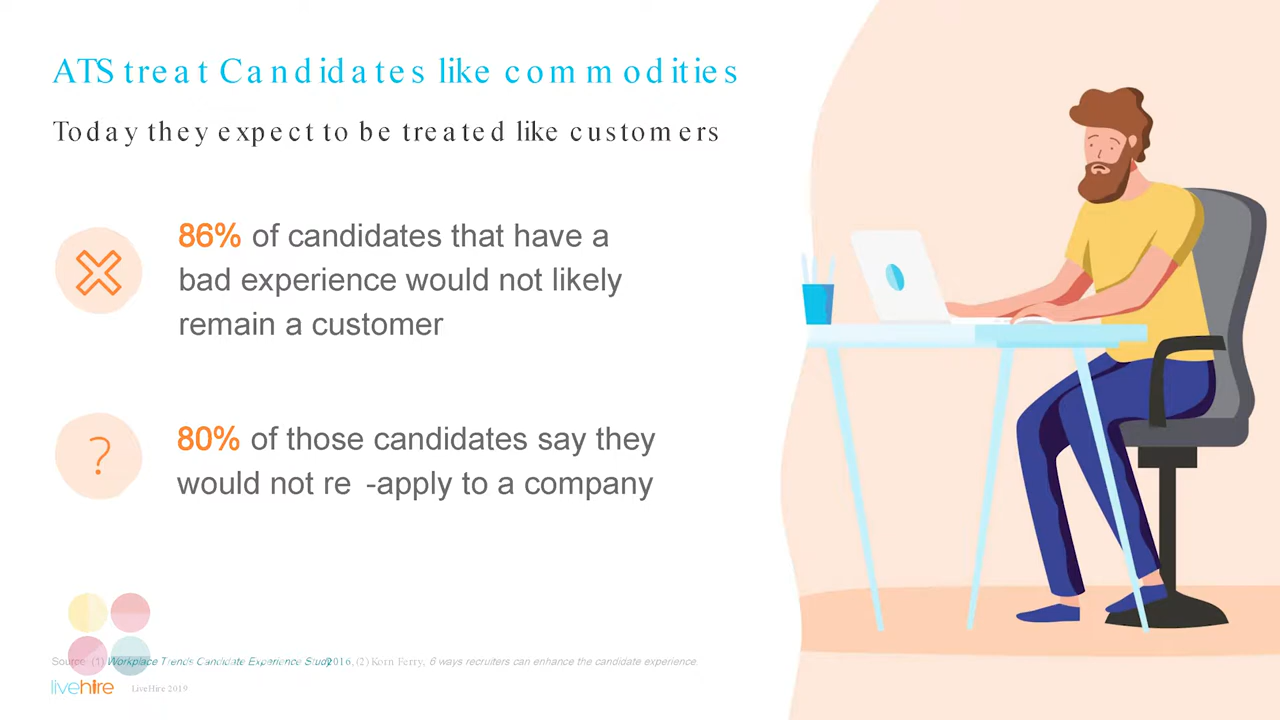 ATS treat Candidates like commodities
Today they expect to be treated like customers
86% of candidates that have a
bad experience would not likely
remain a customer
?
80% of those candidates say they
would not re -apply to a company
Source (1) Workplace Trends Candidate Experience Study 2016, (2) Korn Ferry, 6 ways recruiters can enhance the candidate experience.
livehire LiveHire 2019